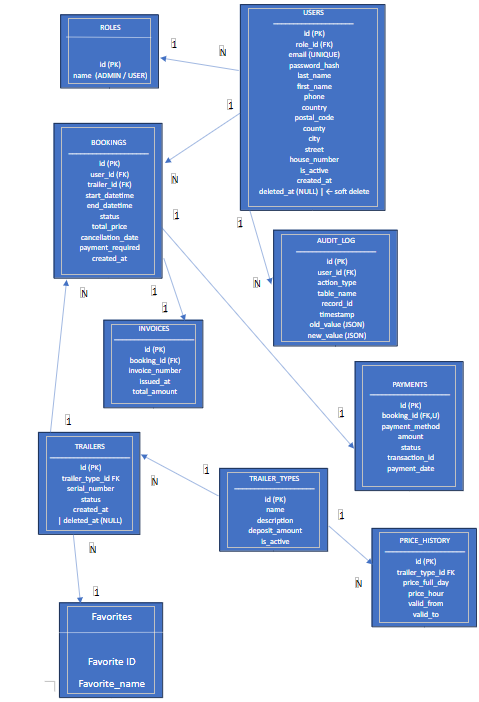 USERS
id (PK)
role_id (FK)
email (UNIQUE)
password_hash
last_name
first_name
phone
country
postal_code
county
city
street
house_number
is_active
created_at
deleted_at (NULL) | ← soft delete
ROLES
id (PK)
name (ADMIN / USER)
1
N
1
N
BOOKINGS
id (PK)
user_id (FK)
trailer_id (FK)
start_datetime
end_datetime
status
total_price
cancellation_date
payment_required
created_at
1
1
N
AUDIT_LOG
id (PK)
user_id (FK)
action_type
table_name
record_id
timestamp
old_value (JSON)
new_value (JSON)
N
1
1
INVOICES
id (PK)
booking_id (FK)
invoice_number
issued_at
total_amount
PAYMENTS
id (PK)
booking_id (FK,U)
payment_method
amount
status
transaction_id
payment_date
1
1
TRAILERS
id (PK)
trailer_type_id FK
serial_number
status
created_at
| deleted_at (NULL)
1
N
TRAILER_TYPES
id (PK)
name
description
deposit_amount
is_active
1
N
PRICE_HISTORY
id (PK)
trailer_type_id FK
price_full_day
price_hour
valid_from
valid_to
N
1
Favorites
Favorite ID
Favorite_name